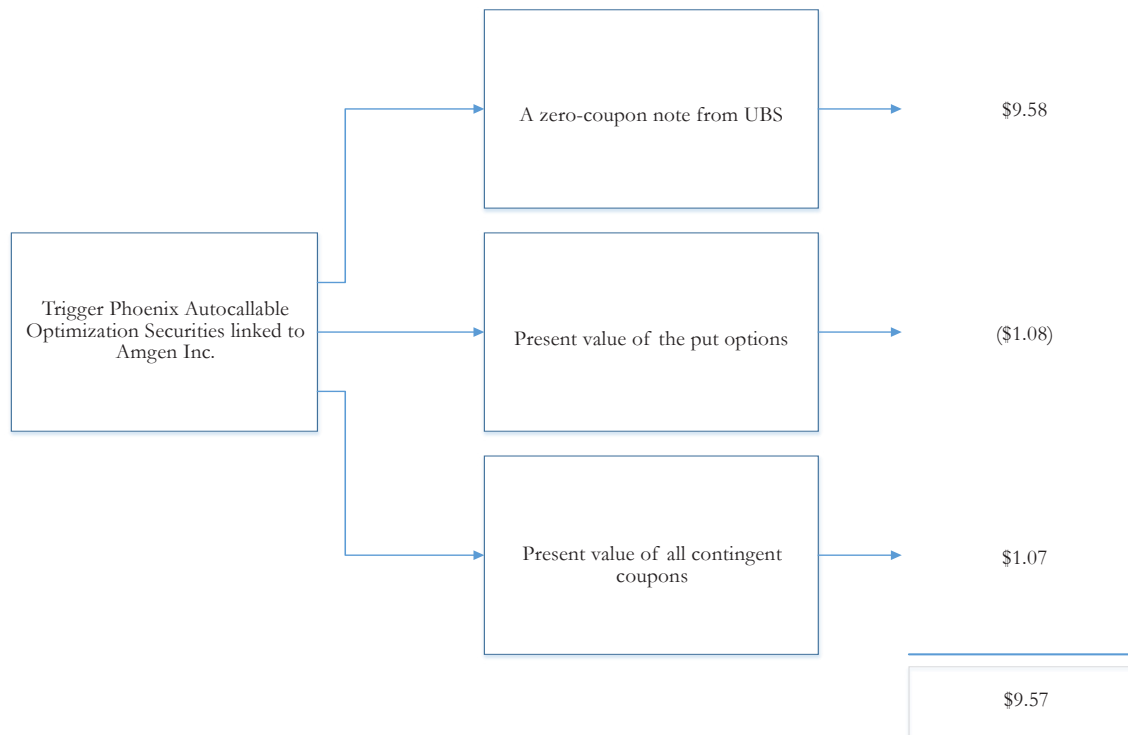 A zero-coupon note from UBS
$9.58
Trigger Phoenix Autocallable
Optimization Securities linked to
Amgen Inc.
Present value of the put options
($1.08)
Present value of all contingent
coupons
$1.07
$9.57